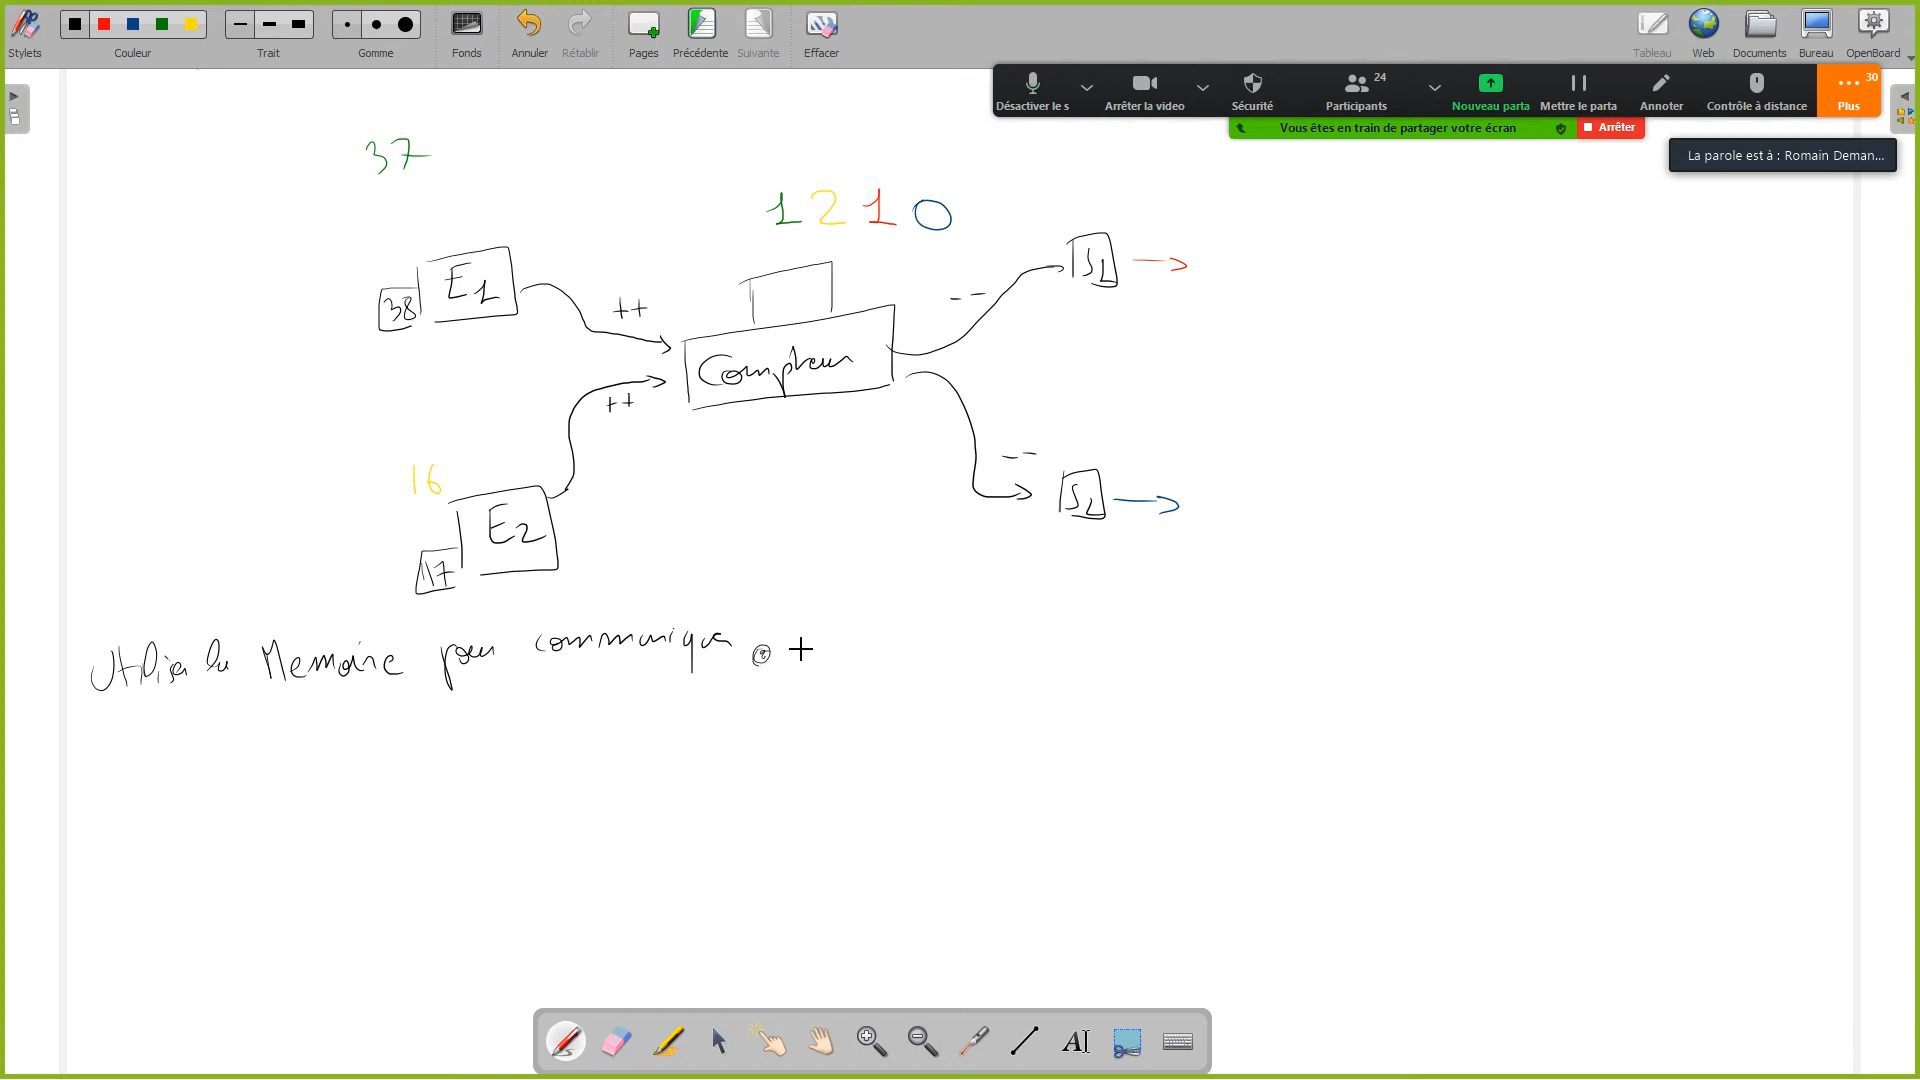 Stylets Couleur Trait Gomme Fonds Annuler Rétablir Pages Précédente Suivante Effacer Tableau Web Documents Bureau OpenBoard
24 30
Désactiver le s Arrêter la video Sécurité Participants Nouveau parta Mettre le parta Annoter Contrôle à distance Plus
Vous êtes en train de partager votre écran Arrêter
La parole est à : Romain Deman...
37
1 2 1 0
E1
38
++
--
S1
Compteur
++
--
16
E2
17
S2
Utiliser la Memoire pour communiquer
AI